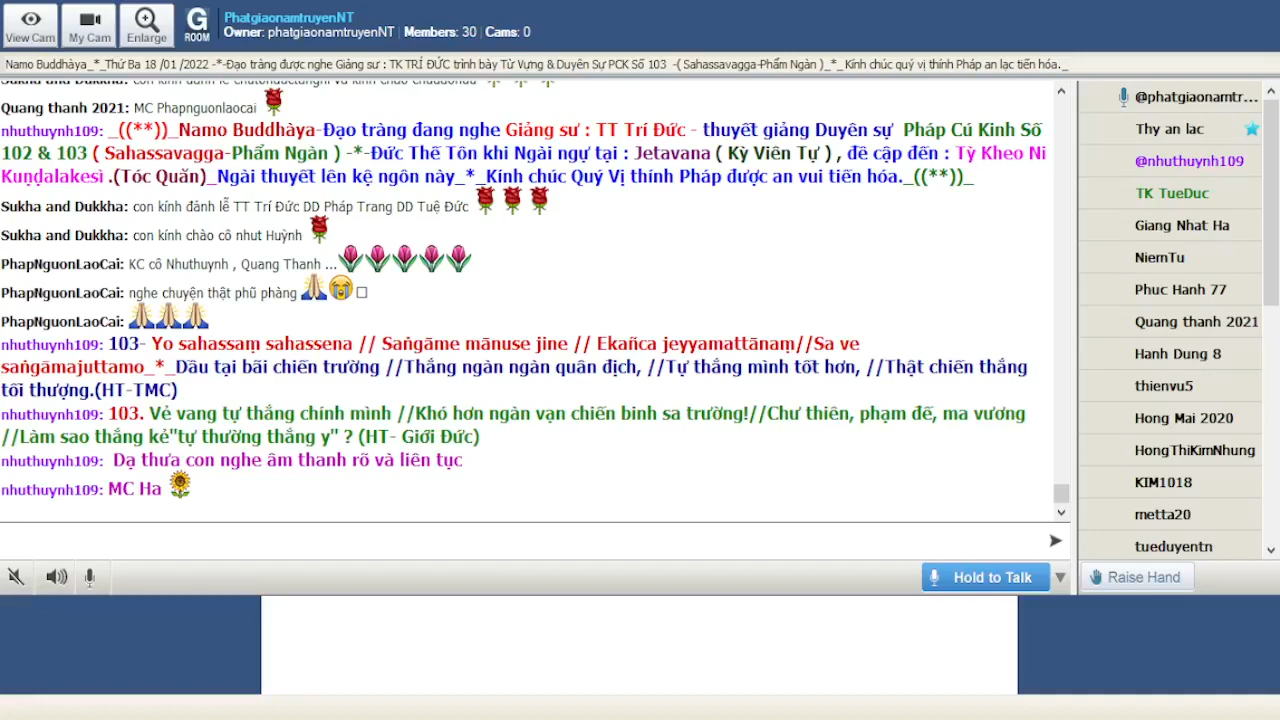 View Cam
My Cam
Enlarge
G ROOM
PhatgiaonamtruyenNT
Owner: phatgiaonamtruyenNT | Members: 30 | Cams: 0
Namo Buddhàya_*_Thứ Ba 18 /01 /2022 -*-Đạo tràng được nghe Giảng sư : TK TRÍ ĐỨC trình bày Từ Vựng & Duyên Sự PCK Số 103 -( Sahassavagga-Phẩm Ngàn )_*_Kính chúc quý vị thính Pháp an lạc tiến hóa._
Quang thanh 2021: MC Phapnguonlaocai
nhuthuynh109: _((**))_Namo Buddhàya-Đạo tràng đang nghe Giảng sư : TT Trí Đức - thuyết giảng Duyên sự Pháp Cú Kinh Số
102 & 103 ( Sahassavagga-Phẩm Ngàn ) -*-Đức Thế Tôn khi Ngài ngự tại : Jetavana ( Kỳ Viên Tự ) , đề cập đến : Tỳ Kheo Ni
Kuṇḍalakesì .(Tóc Quăn)_Ngài thuyết lên kệ ngôn này_*_Kính chúc Quý Vị thính Pháp được an vui tiến hóa._((**))_
Sukha and Dukkha: con kính đảnh lễ TT Trí Đức DD Pháp Trang DD Tuệ Đức
Sukha and Dukkha: con kính chào cô nhut Huỳnh
PhapNguonLaoCai: KC cô Nhuthuynh , Quang Thanh ...
PhapNguonLaoCai: nghe chuyện thật phũ phàng
PhapNguonLaoCai:
nhuthuynh109: 103- Yo sahassaṃ sahassena // Saṅgāme mānuse jine // Ekañca jeyyamattānaṃ//Sa ve
saṅgāmajuttamo_*_Dầu tại bãi chiến trường //Thắng ngàn ngàn quân địch, //Tự thắng mình tốt hơn, //Thật chiến thắng
tối thượng.(HT-TMC)
nhuthuynh109: 103. Vẻ vang tự thắng chính mình //Khó hơn ngàn vạn chiến binh sa trường!//Chư thiên, phạm đế, ma vương
//Làm sao thắng kẻ"tự thường thắng y" ? (HT- Giới Đức)
nhuthuynh109: Dạ thưa con nghe âm thanh rõ và liên tục
nhuthuynh109: MC Ha
@phatgiaonamtr...
Thy an lac
@nhuthuynh109
TK TueDuc
Giang Nhat Ha
NiemTu
Phuc Hanh 77
Quang thanh 2021
Hanh Dung 8
thienvu5
Hong Mai 2020
HongThiKimNhung
KIM1018
metta20
tueduyentn
Hold to Talk
Raise Hand